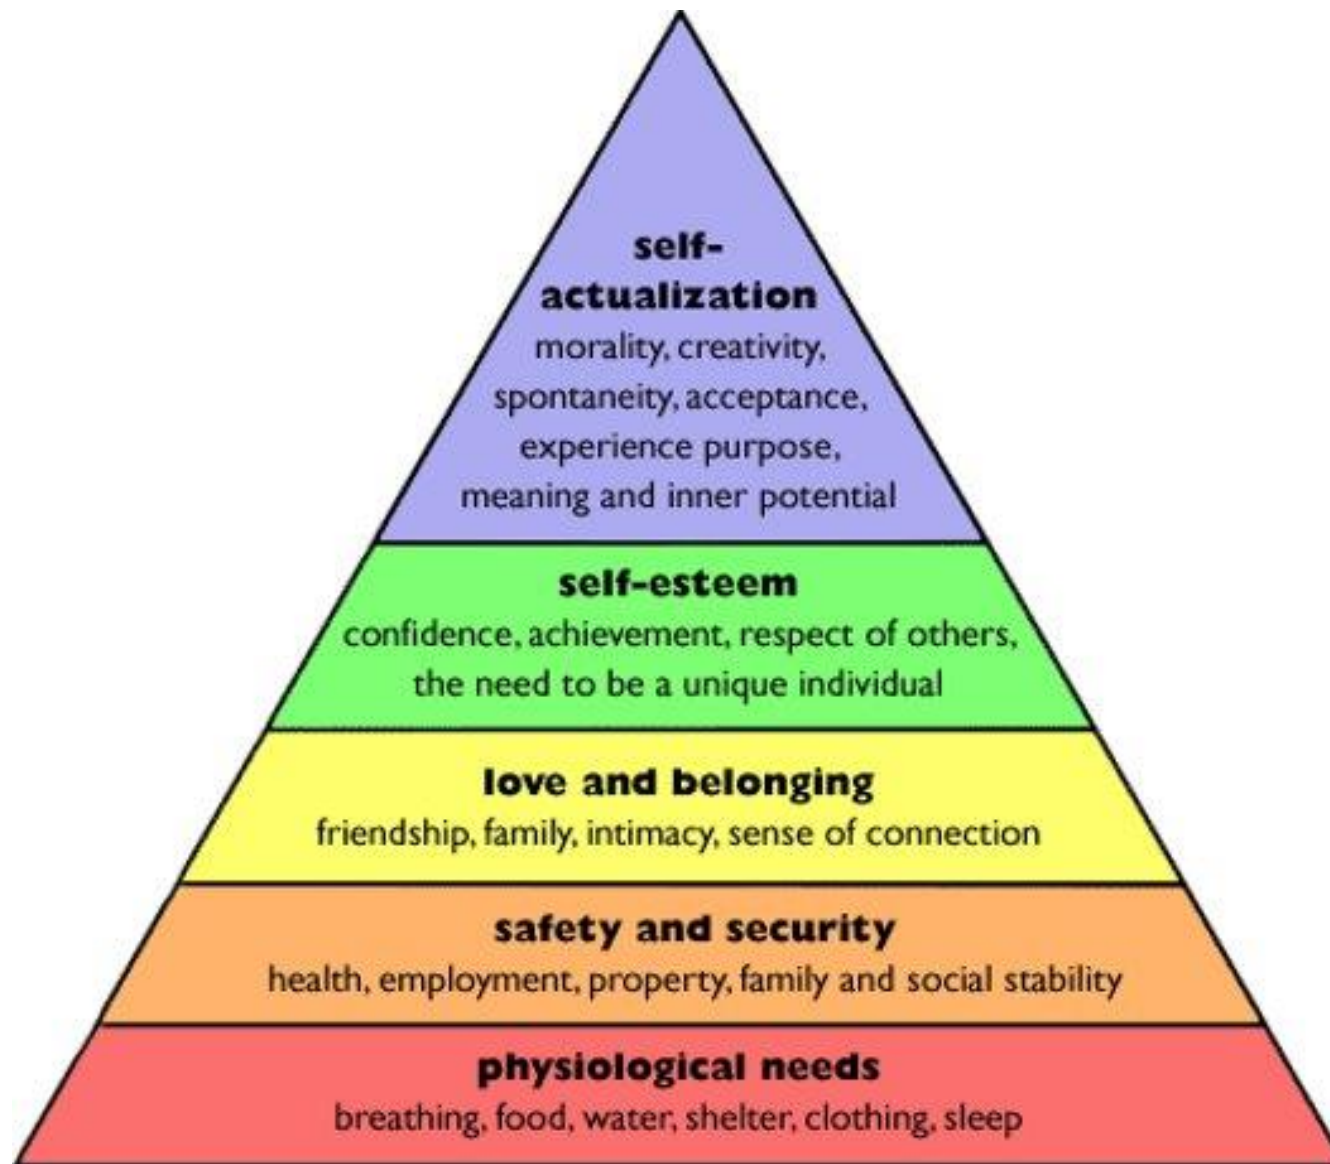 self-
actualization
morality, creativity,
spontaneity, acceptance,
experience purpose,
meaning and inner potential
self-esteem
confidence, achievement, respect of others,
the need to be a unique individual
love and belonging
friendship, family, intimacy, sense of connection
safety and security
health, employment, property, family and social stability
physiological needs
breathing, food, water, shelter, clothing, sleep